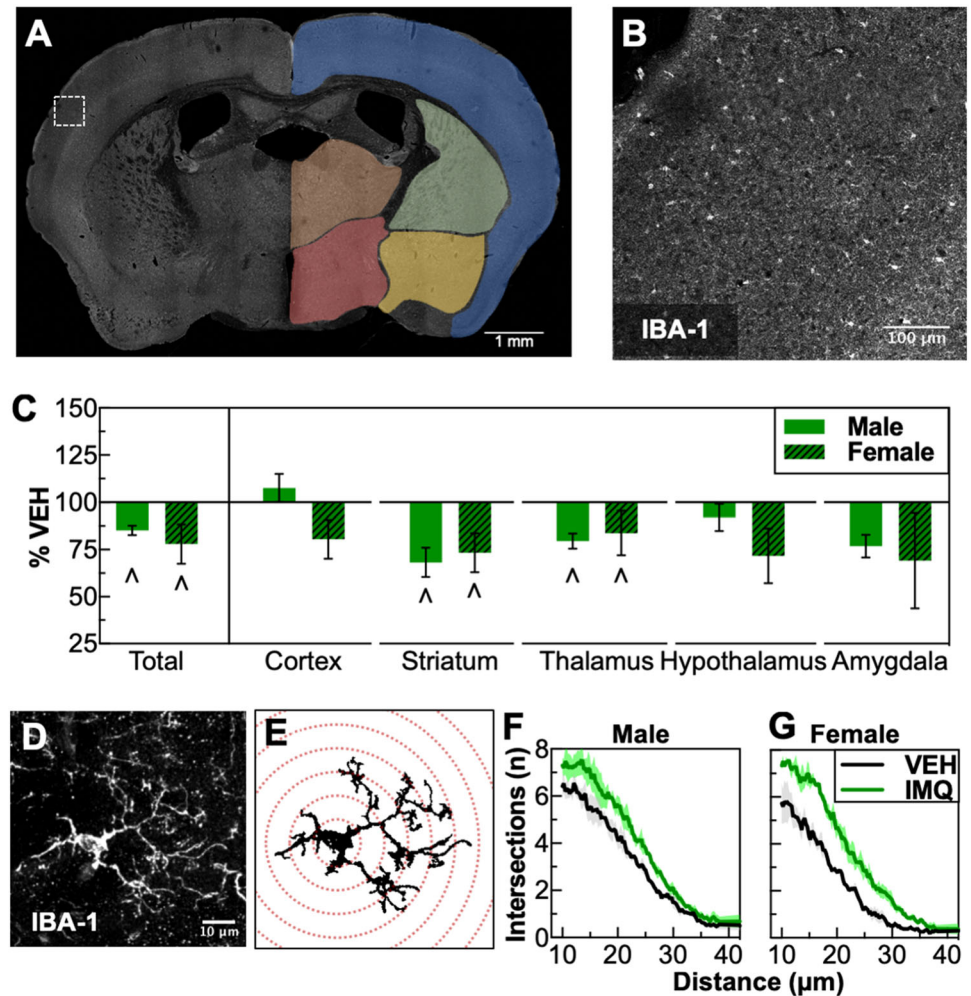 A
1 mm
B
IBA-1
100 μm
C
150
125
100
75
50
25
% VEH
Male
Female
^ ^ ^ ^ ^ ^
Total Cortex Striatum Thalamus Hypothalamus Amygdala
D
IBA-1
10 μm
E
F Male
G Female
VEH
IMQ
Intersections (n)
8
6
4
2
0
10 20 30 40 10 20 30 40
Distance (μm)